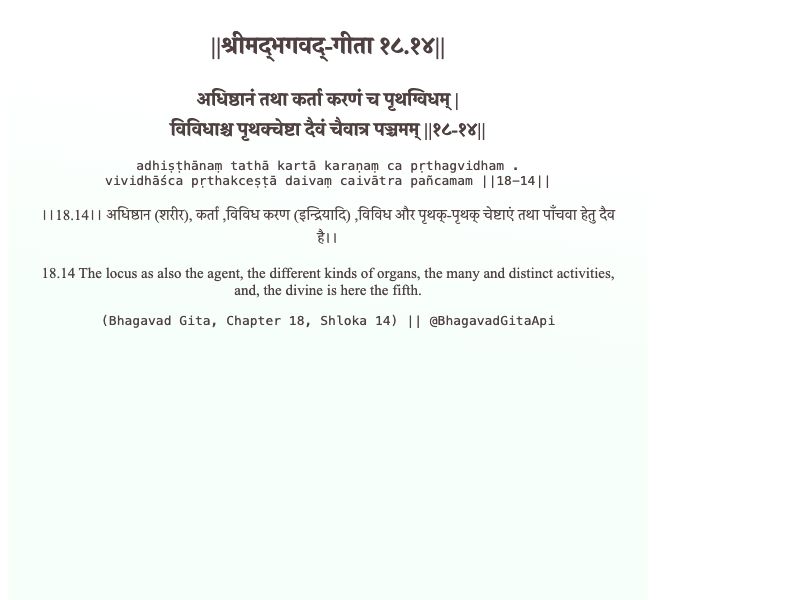 ||श्रीमद्‍भगवद्‍-गीता १८.१४||
अधिष्ठानं तथा कर्ता करणं च पृथग्विधम् |
विविधाश्च पृथक्चेष्टा दैवं चैवात्र पञ्चमम् ||१८-१४||
adhiṣṭhānaṃ tathā kartā karaṇaṃ ca pṛthagvidham .
vividhāśca pṛthakceṣṭā daivaṃ caivātra pañcamam ||18-14||
।।18.14।। अधिष्ठान (शरीर), कर्ता ,विविध करण (इन्द्रियादि) ,विविध और पृथक्-पृथक् चेष्टाएं तथा पाँचवा हेतु दैव
है।।
18.14 The locus as also the agent, the different kinds of organs, the many and distinct activities,
and, the divine is here the fifth.
(Bhagavad Gita, Chapter 18, Shloka 14) || @BhagavadGitaApi